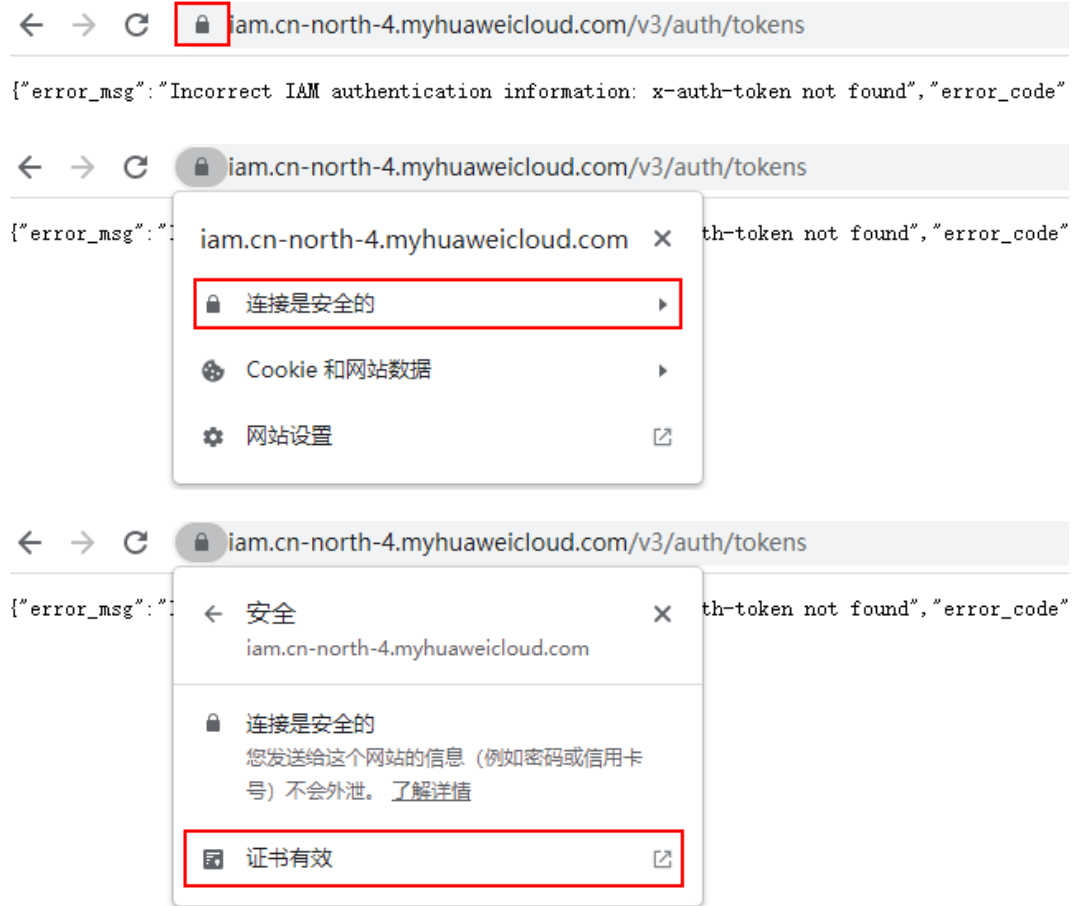 iam.cn-north-4.myhuaweicloud.com/v3/auth/tokens
{"error_msg":"Incorrect IAM authentication information: x-auth-token not found","error_code"
iam.cn-north-4.myhuaweicloud.com/v3/auth/tokens
{"error_msg":" th-token not found","error_code"
iam.cn-north-4.myhuaweicloud.com
连接是安全的
Cookie 和网站数据
网站设置
iam.cn-north-4.myhuaweicloud.com/v3/auth/tokens
{"error_msg":" th-token not found","error_code"
安全
iam.cn-north-4.myhuaweicloud.com
连接是安全的
您发送给这个网站的信息（例如密码或信用卡
号）不会外泄。 了解详情
证书有效